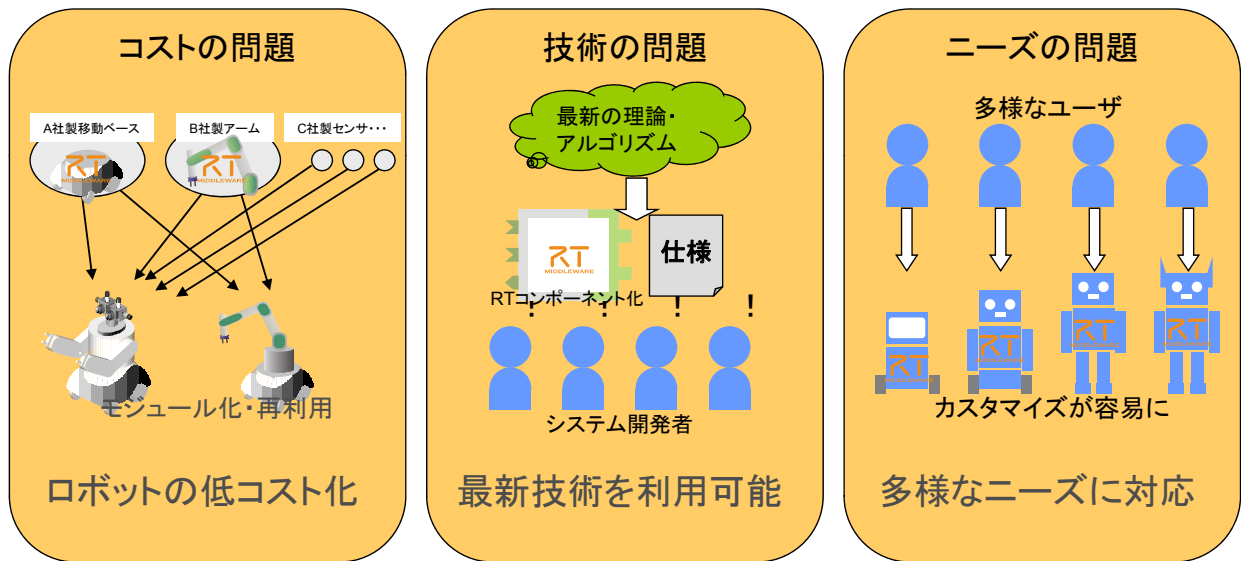 コストの問題
A社製移動ベース
B社製アーム
C社製センサ・・・
RT
MIDDLEWARE
RT
MIDDLEWARE
モジュール化・再利用
ロボットの低コスト化
技術の問題
最新の理論・
アルゴリズム
RT
MIDDLEWARE
仕様
RTコンポーネント化
! ! ! !
システム開発者
最新技術を利用可能
ニーズの問題
多様なユーザ
RT
RT
RT
RT
カスタマイズが容易に
多様なニーズに対応